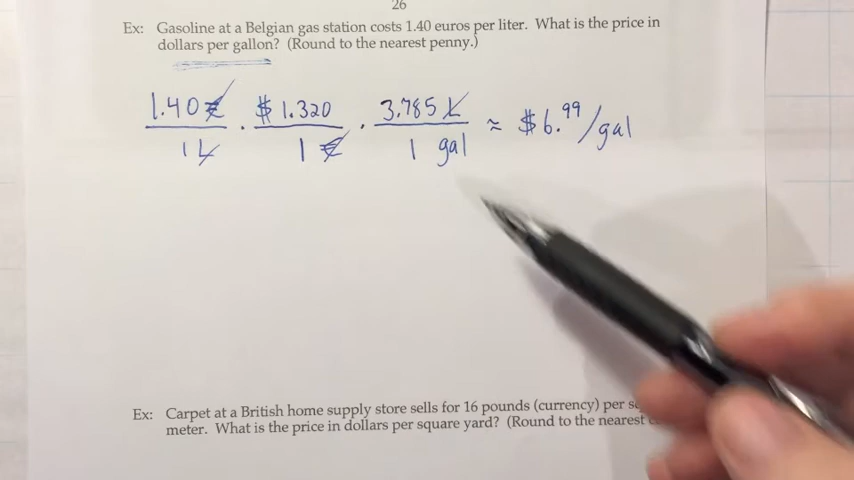 26
Ex: Gasoline at a Belgian gas station costs 1.40 euros per liter. What is the price in
dollars per gallon? (Round to the nearest penny.)
1.40 € / 1 L · $1.320 / 1 € · 3.785 L / 1 gal ≈ $6.99/gal
Ex: Carpet at a British home supply store sells for 16 pounds (currency) per
meter. What is the price in dollars per square yard? (Round to the nearest